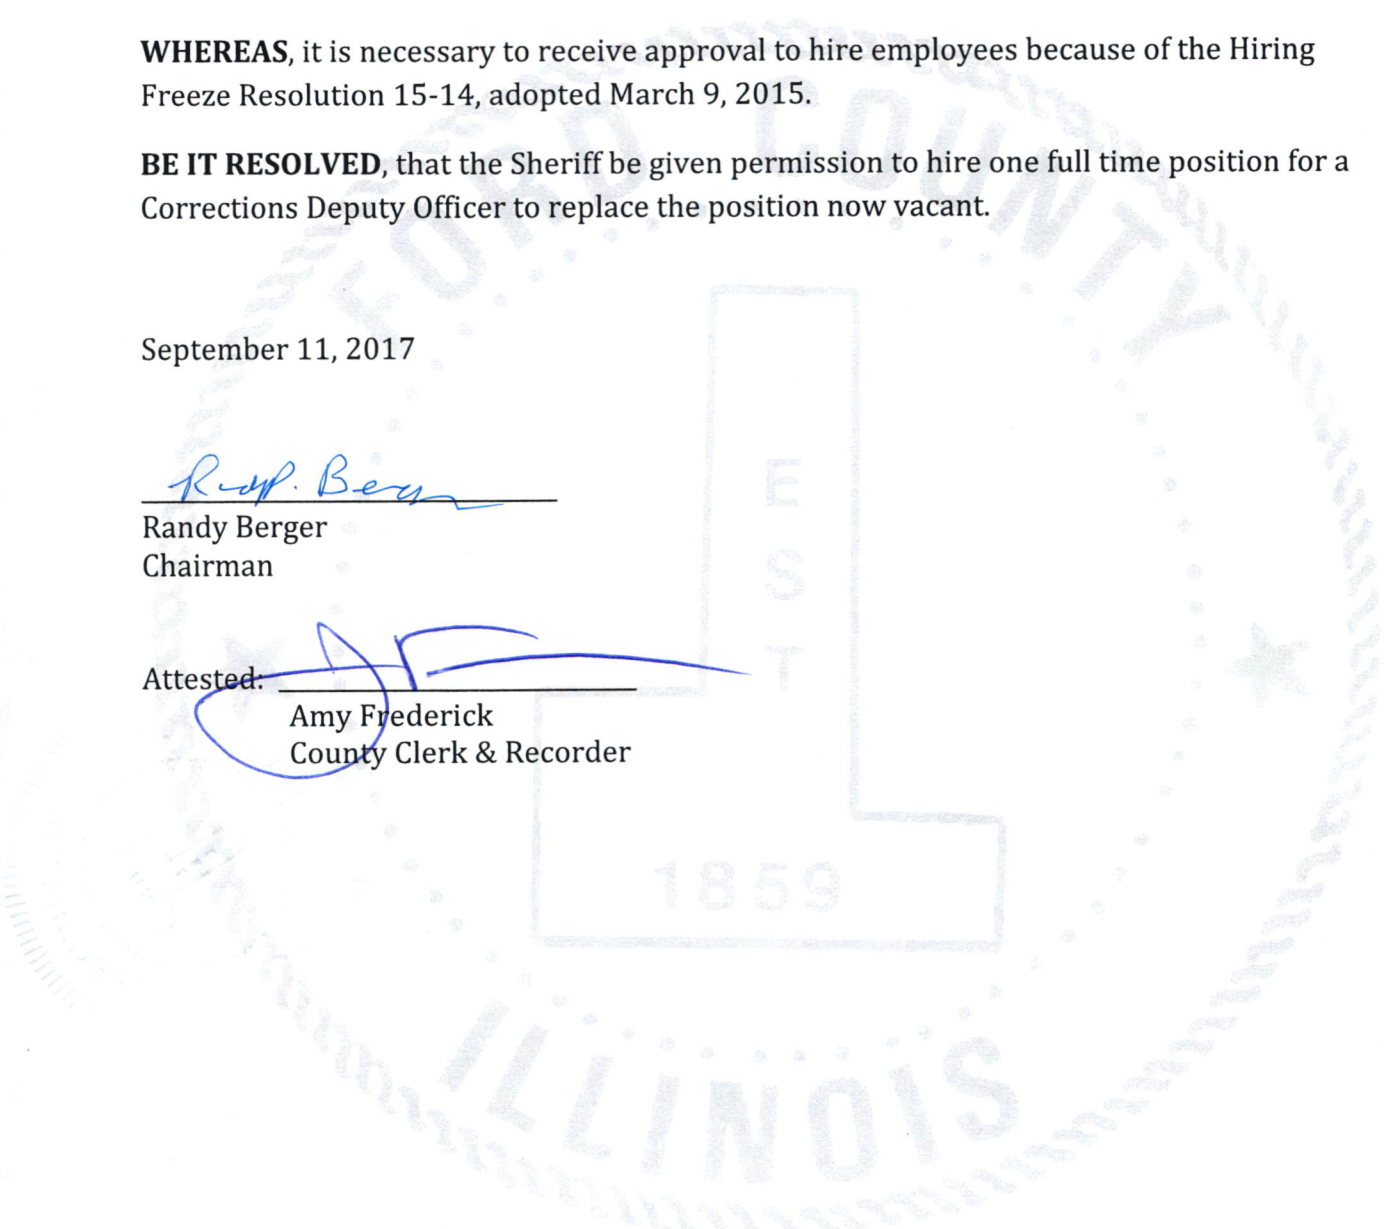 WHEREAS, it is necessary to receive approval to hire employees because of the Hiring
Freeze Resolution 15-14, adopted March 9, 2015.
BE IT RESOLVED, that the Sheriff be given permission to hire one full time position for a
Corrections Deputy Officer to replace the position now vacant.
September 11, 2017
Randy Berger
Chairman
Attested:
Amy Frederick
County Clerk & Recorder
FORD COUNTY
EST
1859
ILLINOIS